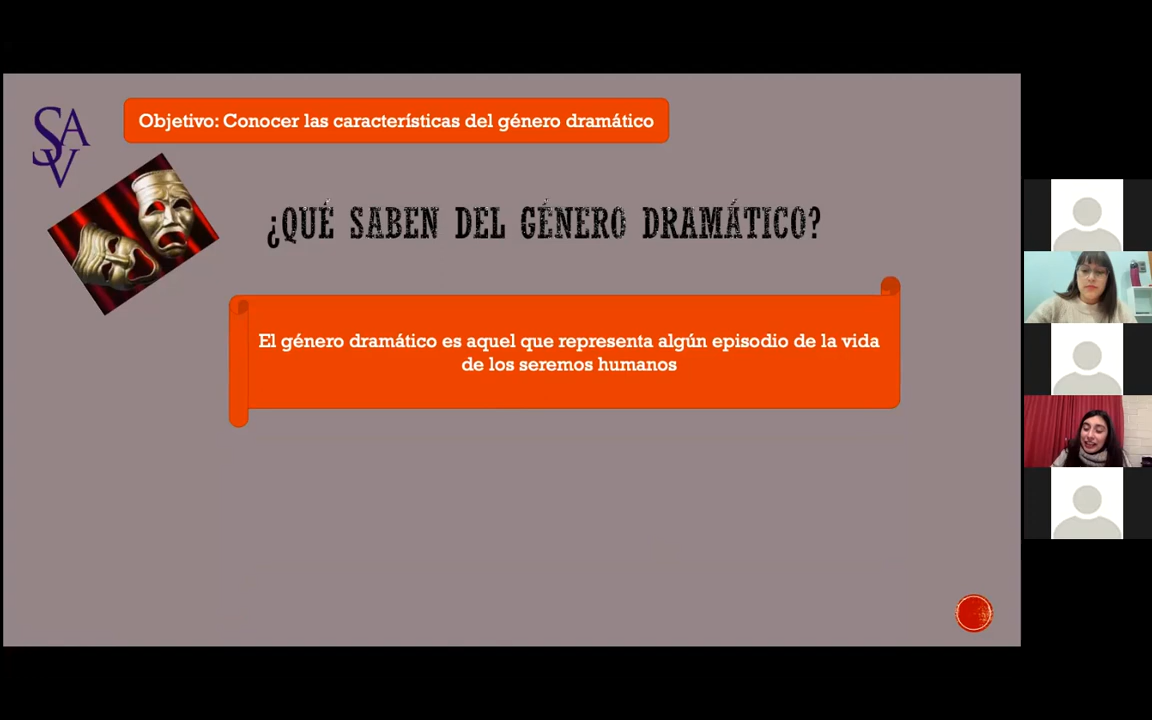 SAV
Objetivo: Conocer las características del género dramático
¿QUÉ SABEN DEL GÉNERO DRAMÁTICO?
El género dramático es aquel que representa algún episodio de la vida
de los seremos humanos